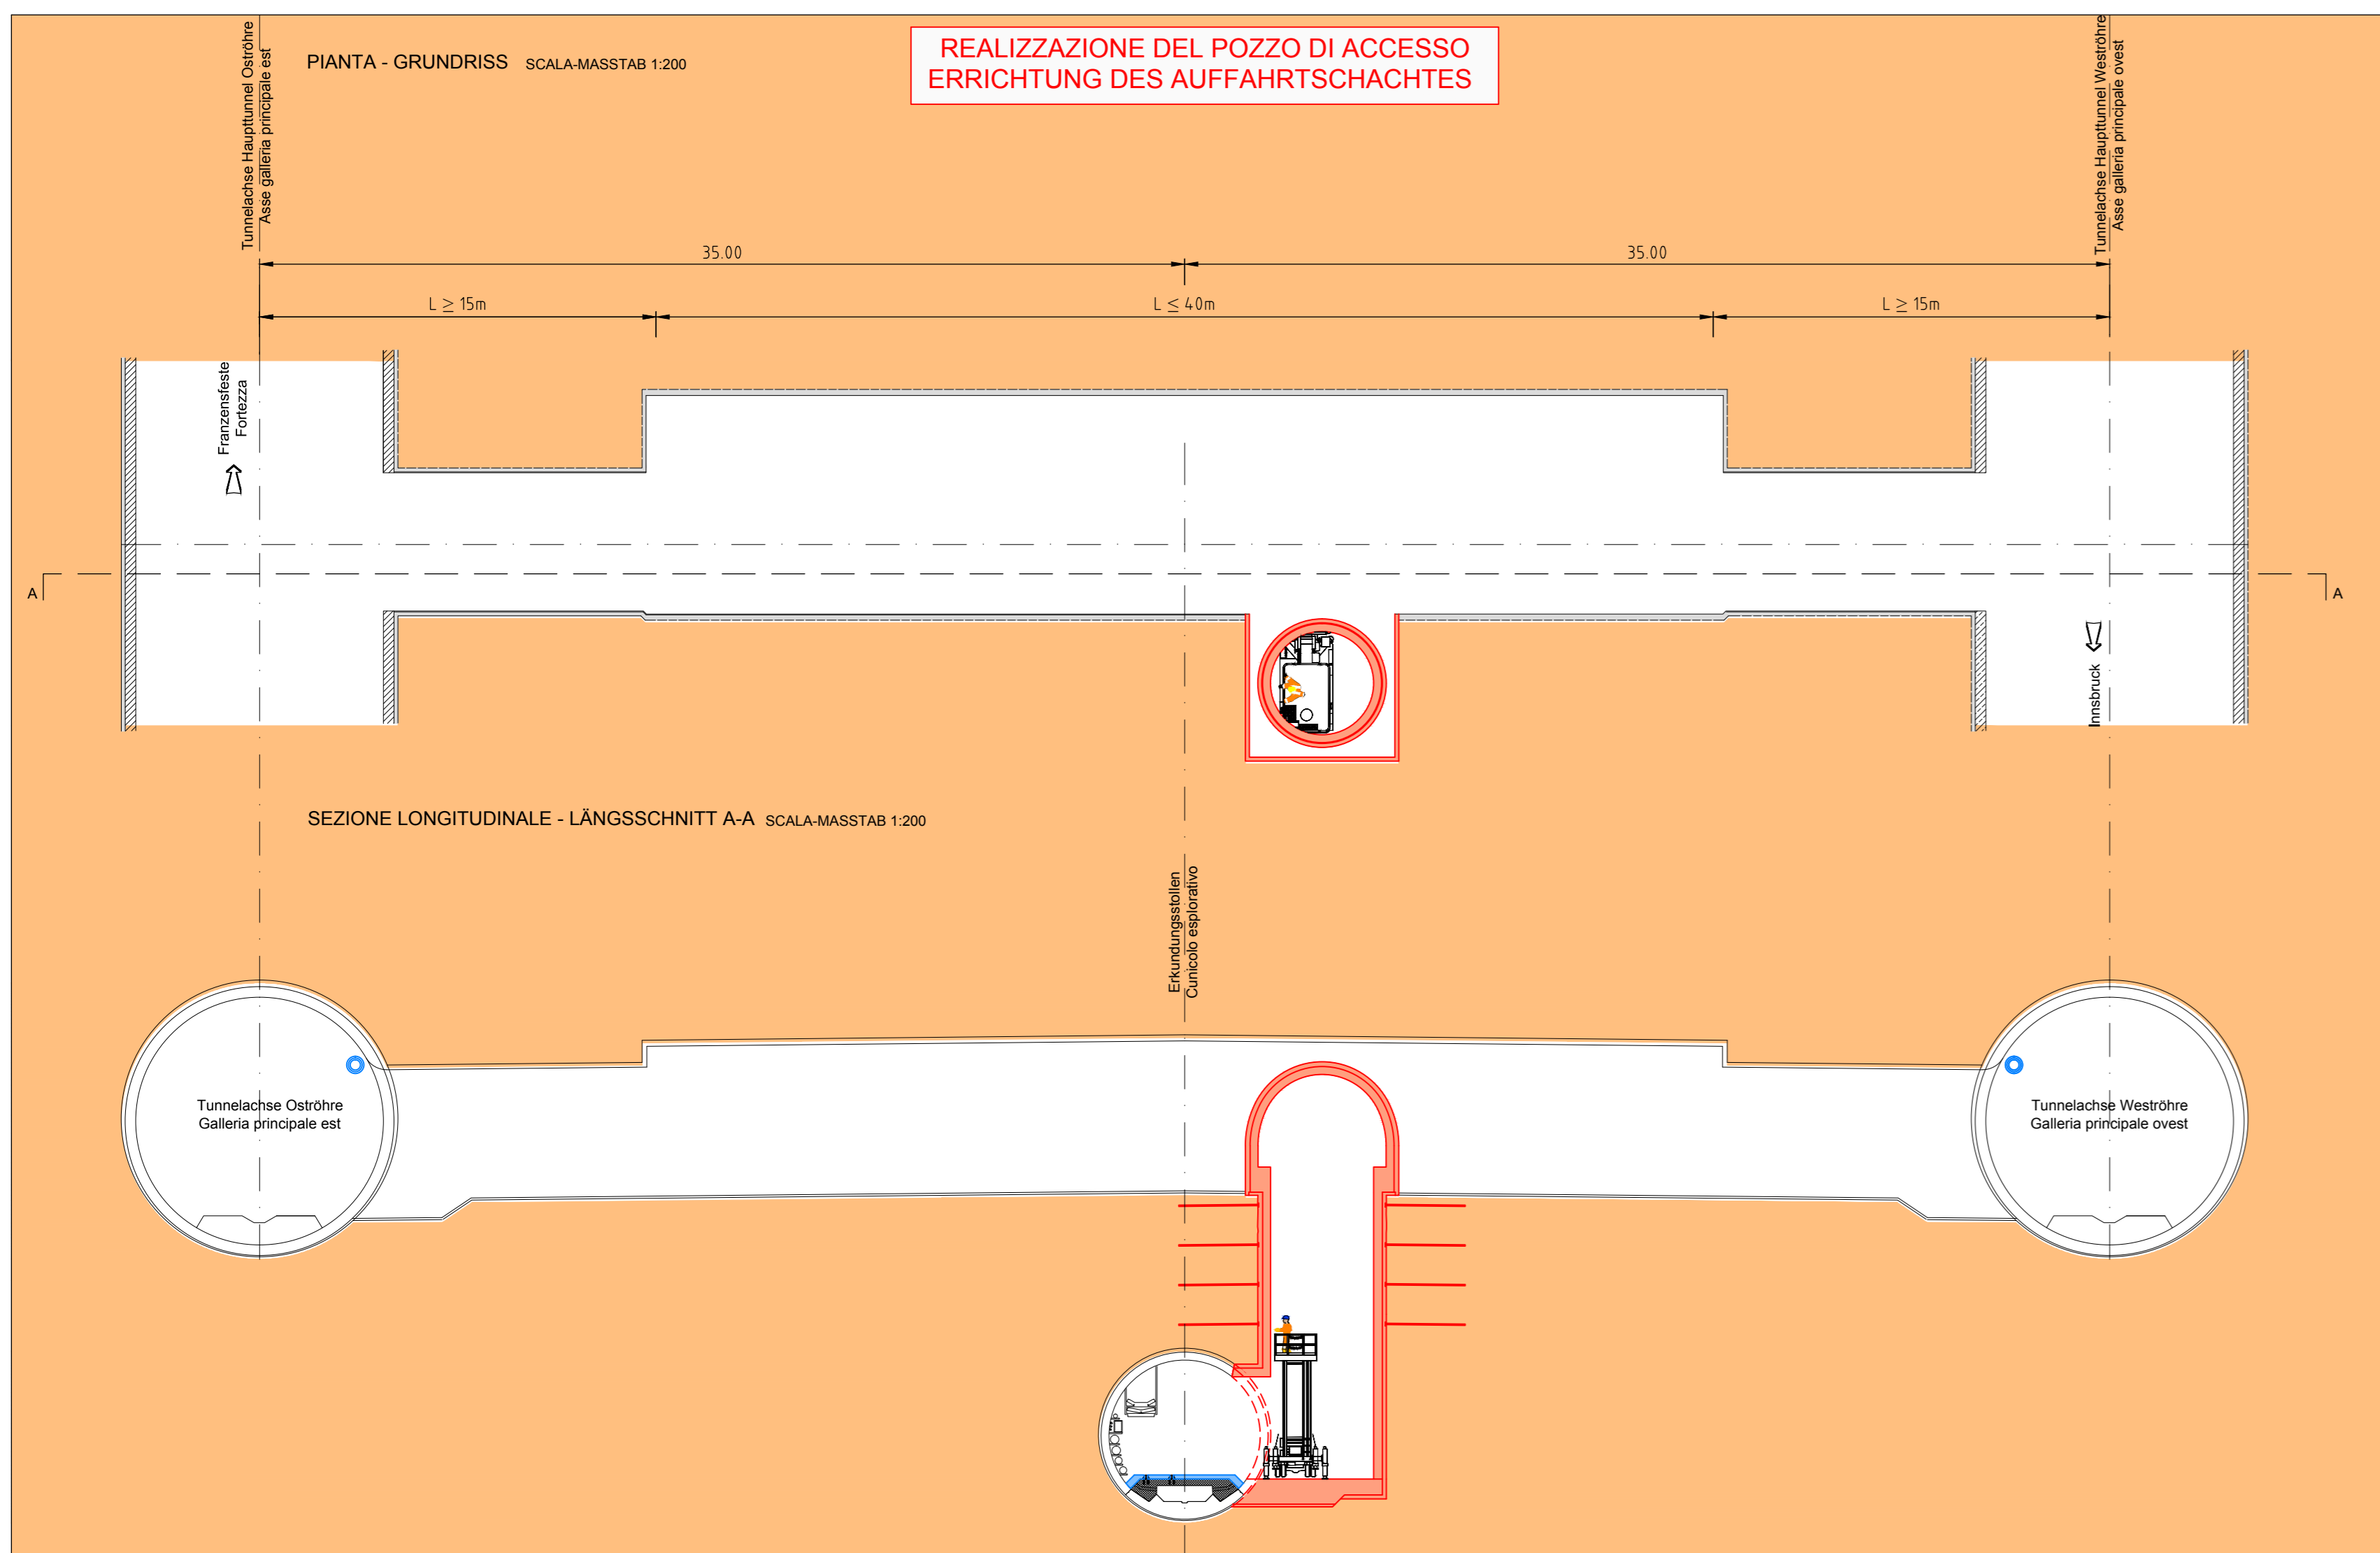 REALIZZAZIONE DEL POZZO DI ACCESSO
ERRICHTUNG DES AUFFAHRTSCHACHTES
PIANTA - GRUNDRISS SCALA-MASSTAB 1:200
Tunnelachse Haupttunnel Oströhre
Asse galleria principale est
Tunnelachse Haupttunnel Weströhre
Asse galleria principale ovest
35.00
35.00
L ≥ 15m
L ≤ 40m
L ≥ 15m
Franzensfeste
Fortezza
A
A
Innsbruck
SEZIONE LONGITUDINALE - LÄNGSSCHNITT A-A SCALA-MASSTAB 1:200
Erkundungsstollen
Cunicolo esplorativo
Tunnelachse Oströhre
Galleria principale est
Tunnelachse Weströhre
Galleria principale ovest